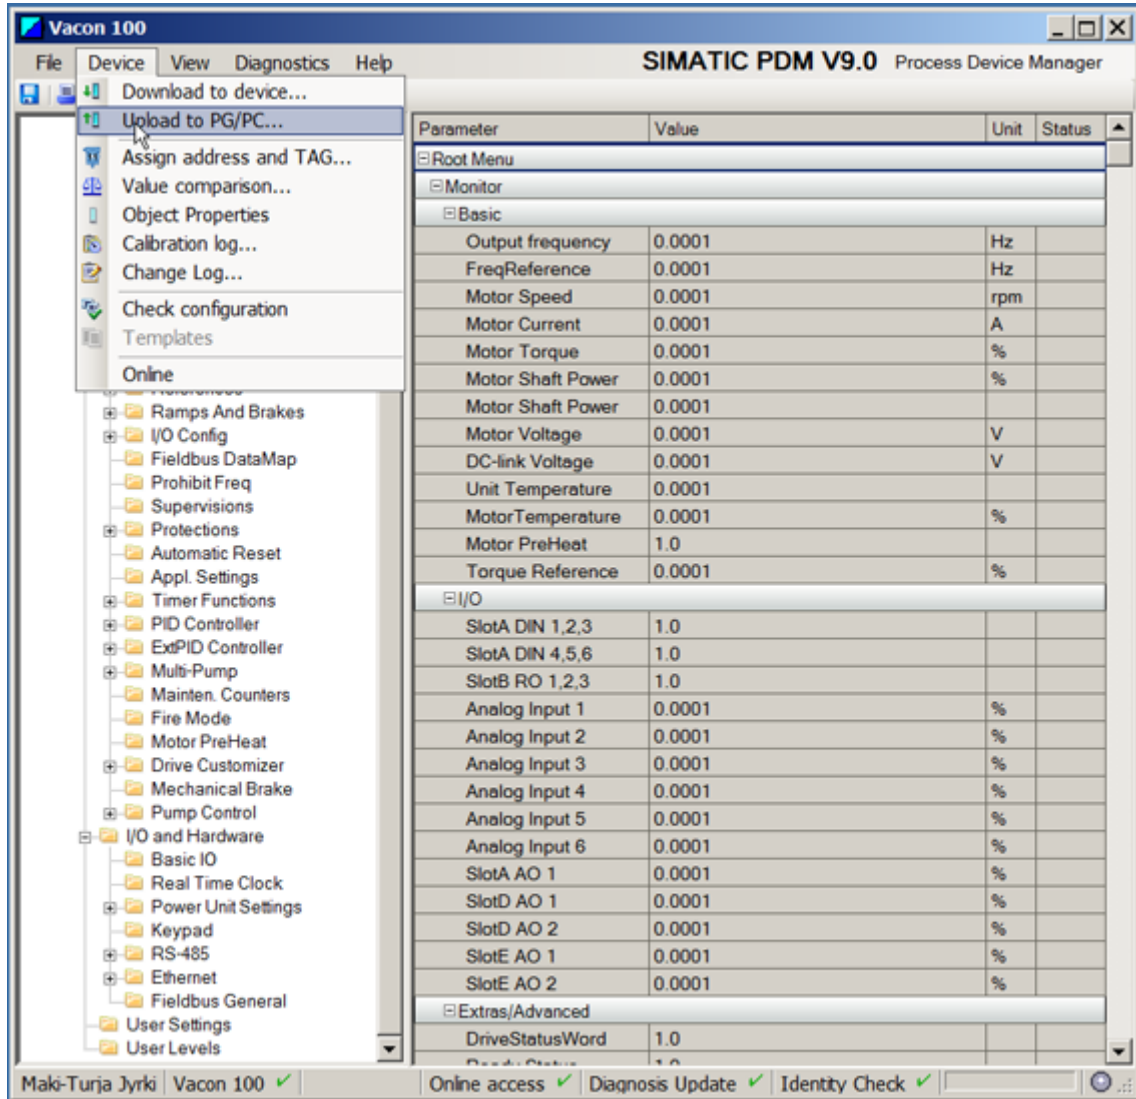 Vacon 100
File Device View Diagnostics Help SIMATIC PDM V9.0 Process Device Manager
Download to device...
Upload to PG/PC...
Assign address and TAG...
Value comparison...
Object Properties
Calibration log...
Change Log...
Check configuration
Templates
Online
Ramps And Brakes
I/O Config
Fieldbus DataMap
Prohibit Freq
Supervisions
Protections
Automatic Reset
Appl. Settings
Timer Functions
PID Controller
ExtPID Controller
Multi-Pump
Mainten. Counters
Fire Mode
Motor PreHeat
Drive Customizer
Mechanical Brake
Pump Control
I/O and Hardware
Basic IO
Real Time Clock
Power Unit Settings
Keypad
RS-485
Ethernet
Fieldbus General
User Settings
User Levels
Parameter Value Unit Status
Root Menu
Monitor
Basic
Output frequency 0.0001 Hz
FreqReference 0.0001 Hz
Motor Speed 0.0001 rpm
Motor Current 0.0001 A
Motor Torque 0.0001 %
Motor Shaft Power 0.0001 %
Motor Shaft Power 0.0001
Motor Voltage 0.0001 V
DC-link Voltage 0.0001 V
Unit Temperature 0.0001
MotorTemperature 0.0001 %
Motor PreHeat 1.0
Torque Reference 0.0001 %
I/O
SlotA DIN 1,2,3 1.0
SlotA DIN 4,5,6 1.0
SlotB RO 1,2,3 1.0
Analog Input 1 0.0001 %
Analog Input 2 0.0001 %
Analog Input 3 0.0001 %
Analog Input 4 0.0001 %
Analog Input 5 0.0001 %
Analog Input 6 0.0001 %
SlotA AO 1 0.0001 %
SlotD AO 1 0.0001 %
SlotD AO 2 0.0001 %
SlotE AO 1 0.0001 %
SlotE AO 2 0.0001 %
Extras/Advanced
DriveStatusWord 1.0
Maki-Turja Jyrki Vacon 100 Online access Diagnosis Update Identity Check